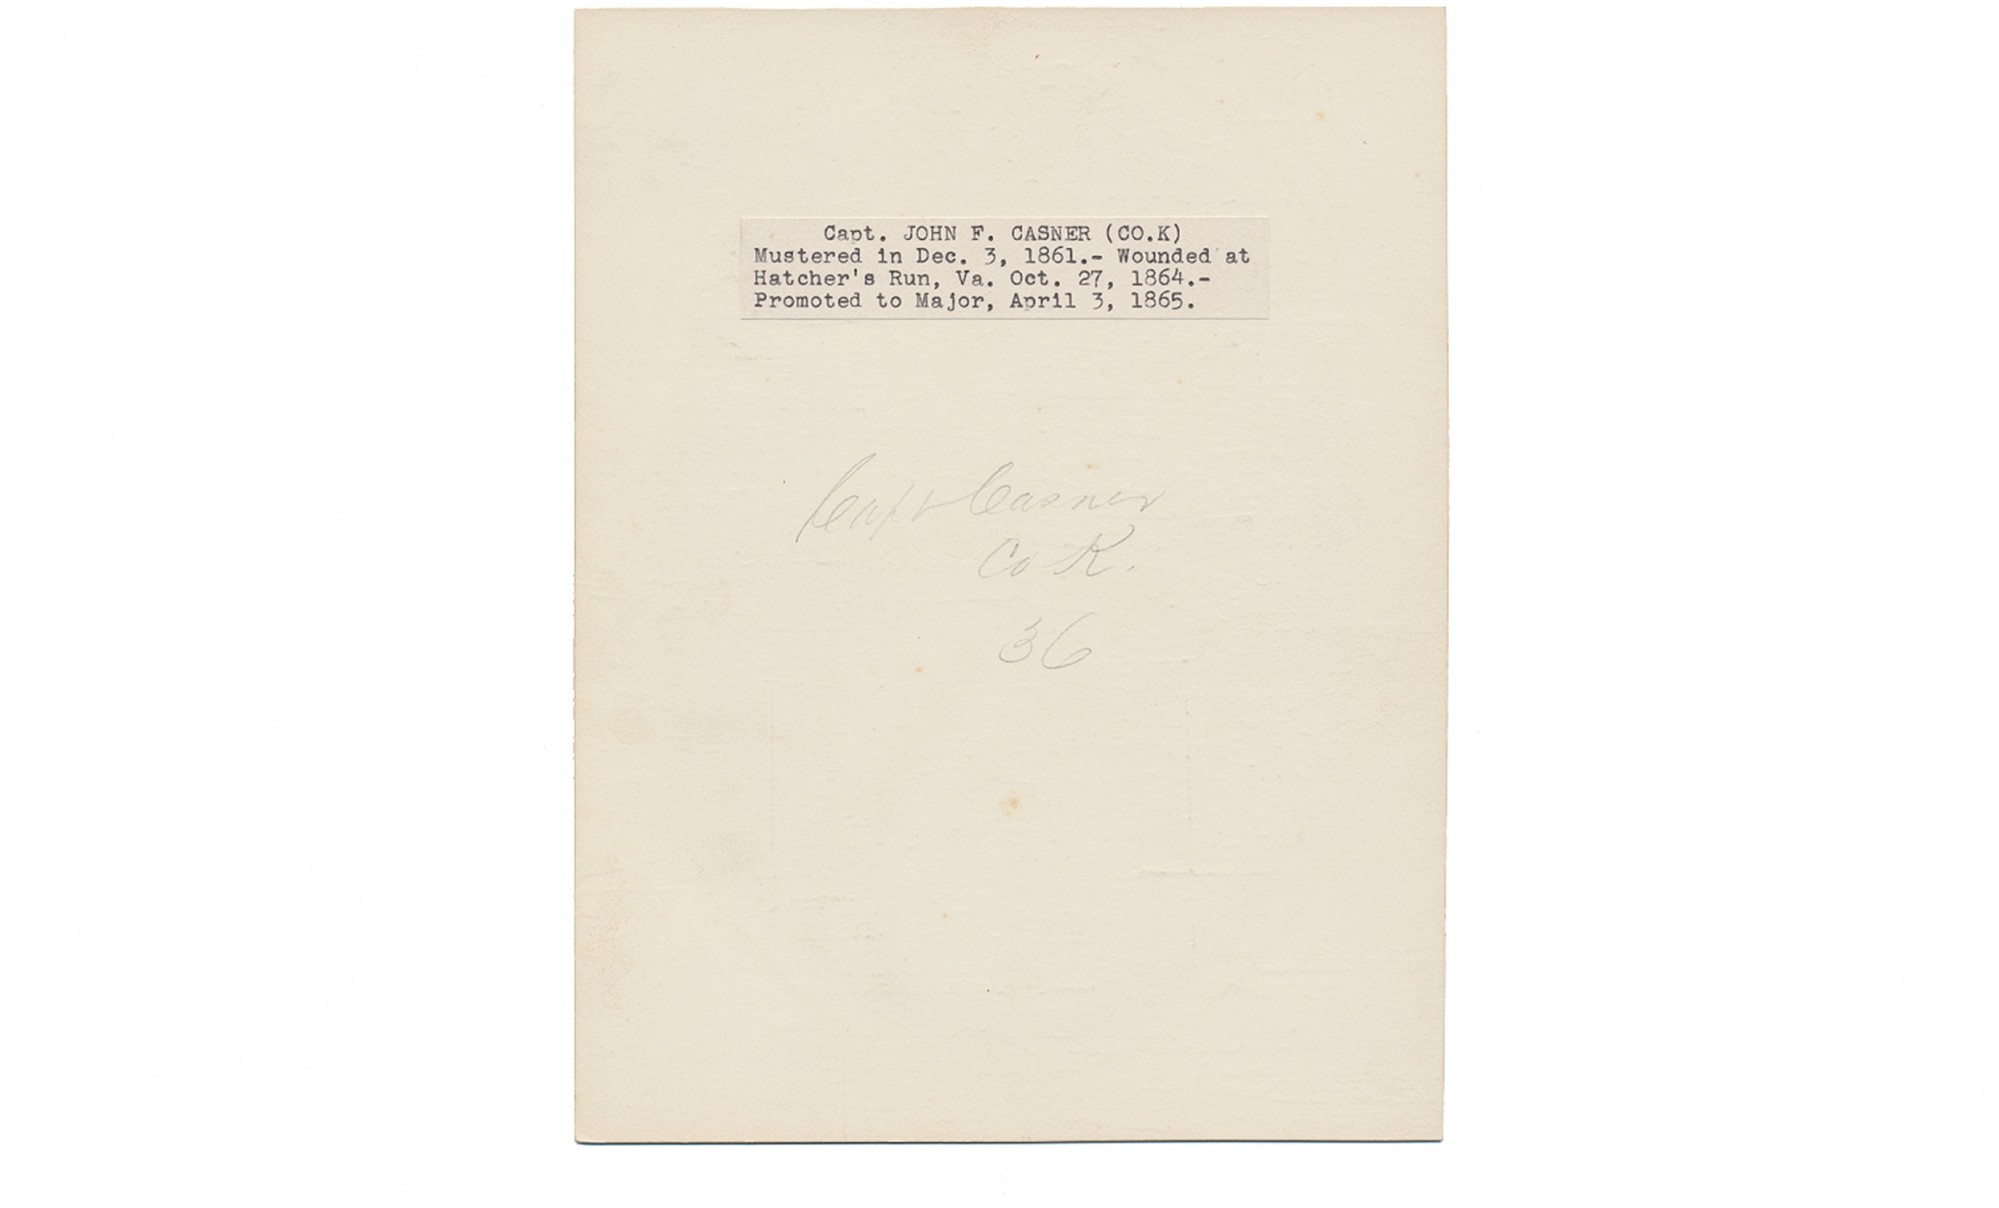 Capt. JOHN F. CASNER (CO.K)
Mustered in Dec. 3, 1861.- Wounded at
Hatcher's Run, Va. Oct. 27, 1864.-
Promoted to Major, April 3, 1865.
Capt Casner
Co K.
36